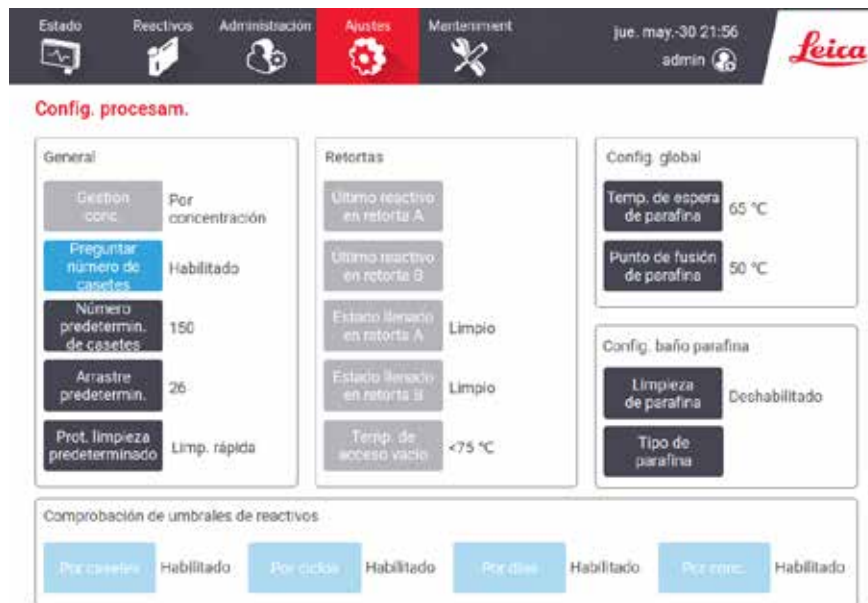 Estado Reactivos Administración Ajustes Manteniment
jue. may.-30 21:56
admin
Leica
Config. procesam.
General
Gestión conc.
Por concentración
Preguntar número de casetes
Habilitado
Número predetermin. de casetes
150
Arrastre predetermin.
26
Prot. limpieza predeterminado
Limp. rápida
Retortas
Último reactivo en retorta A
Último reactivo en retorta B
Estado llenado en retorta A
Limpio
Estado llenado en retorta B
Limpio
Temp. de acceso vacío
<75 °C
Config. global
Temp. de espera de parafina
65 °C
Punto de fusión de parafina
50 °C
Config. baño parafina
Limpieza de parafina
Deshabilitado
Tipo de parafina
Comprobación de umbrales de reactivos
Por casetes Habilitado Por ciclos Habilitado Por días Habilitado Por conc. Habilitado